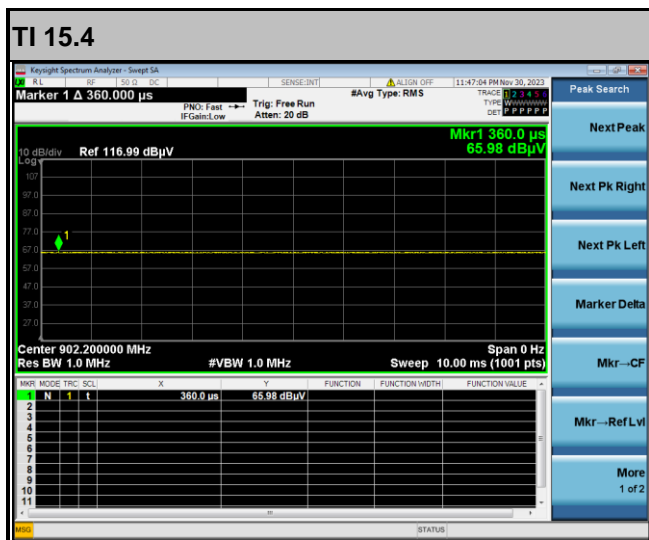 TI 15.4
Keysight Spectrum Analyzer - Swept SA
RL RF 50 Ω DC SENSE:INT ALIGN OFF 11:47:04 PM Nov 30, 2023
Marker 1 Δ 360.000 µs
PNO: Fast
IFGain:Low
Trig: Free Run
Atten: 20 dB
#Avg Type: RMS
TRACE 1 2 3 4 5 6
TYPE WWWWWW
DET P P P P P P
Peak Search
Mkr1 360.0 µs
65.98 dBµV
10 dB/div Ref 116.99 dBµV
Log
107
97.0
87.0
77.0
67.0
57.0
47.0
37.0
27.0
1
Center 902.200000 MHz Span 0 Hz
Res BW 1.0 MHz #VBW 1.0 MHz Sweep 10.00 ms (1001 pts)
MKR MODE TRC SCL X Y FUNCTION FUNCTION WIDTH FUNCTION VALUE
1 N 1 t 360.0 µs 65.98 dBµV
2
3
4
5
6
7
8
9
10
11
MSG STATUS
Next Peak
Next Pk Right
Next Pk Left
Marker Delta
Mkr→CF
Mkr→Ref Lvl
More
1 of 2